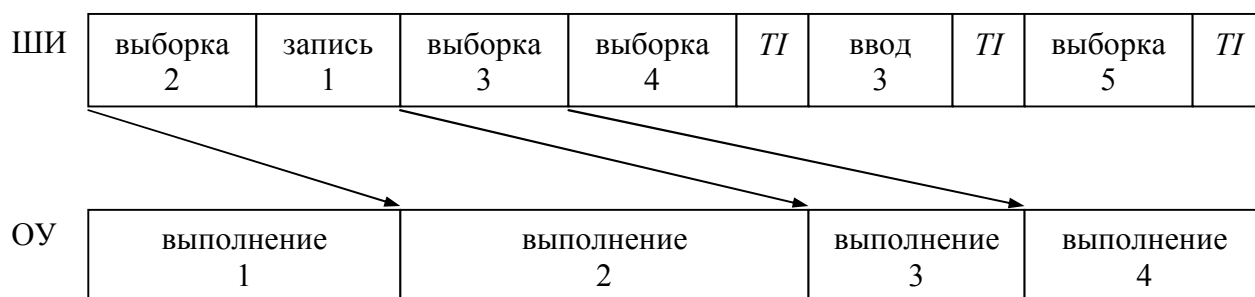 ШИ выборка запись выборка выборка TI ввод TI выборка TI
2 1 3 4 3 5
ОУ выполнение выполнение выполнение выполнение
1 2 3 4